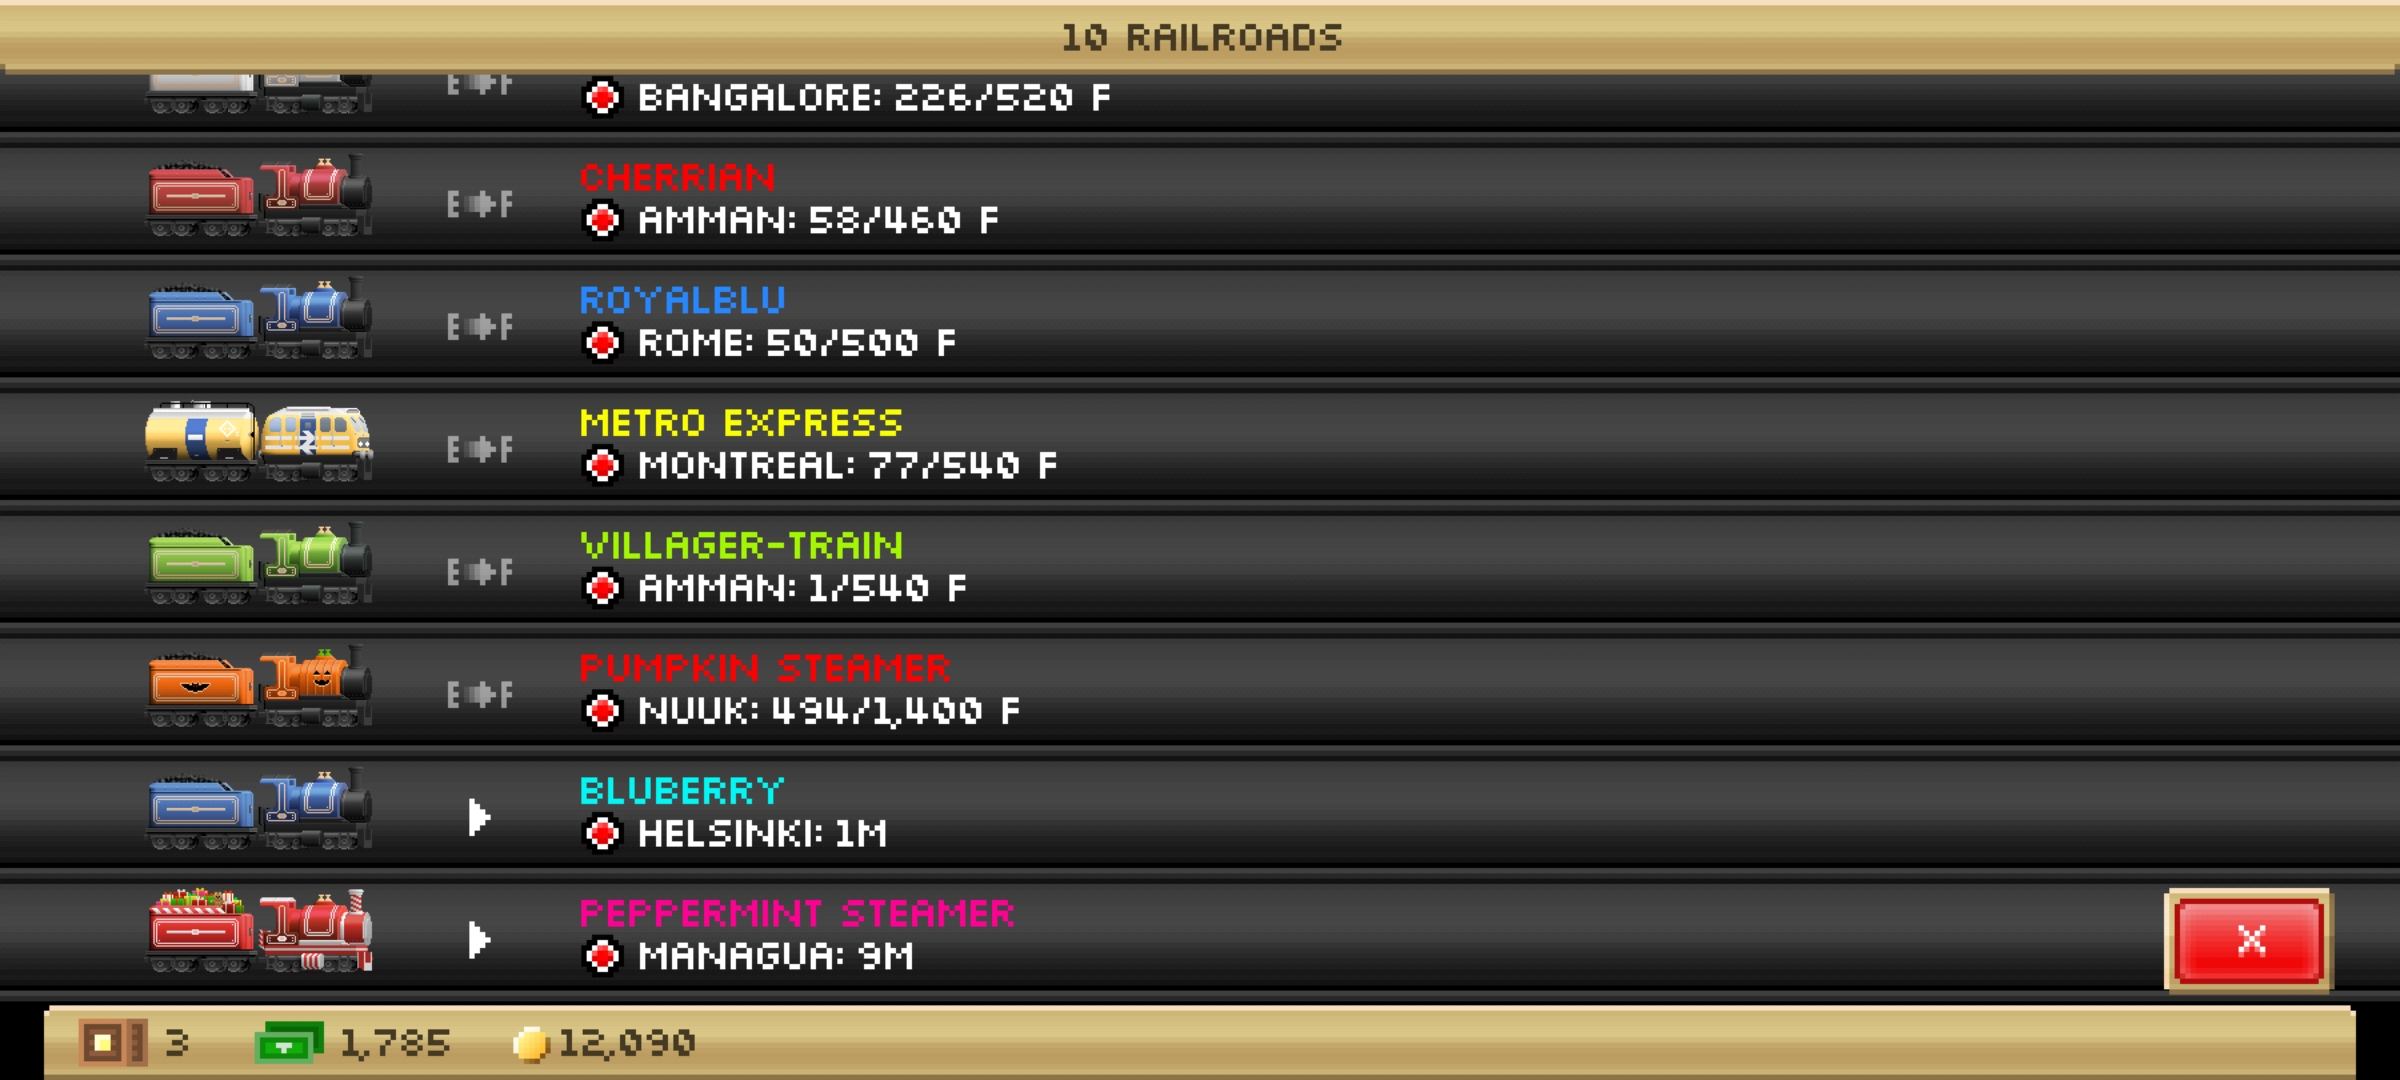 10 RAILROADS
E F
BANGALORE: 226/520 F
CHERRIAN
E F
AMMAN: 58/460 F
ROYALBLU
E F
ROME: 50/500 F
METRO EXPRESS
E F
MONTREAL: 77/540 F
VILLAGER-TRAIN
E F
AMMAN: 1/540 F
PUMPKIN STEAMER
E F
NUUK: 494/1,400 F
BLUBERRY
HELSINKI: 1M
PEPPERMINT STEAMER
MANAGUA: 9M
X
3 1,785 12,090